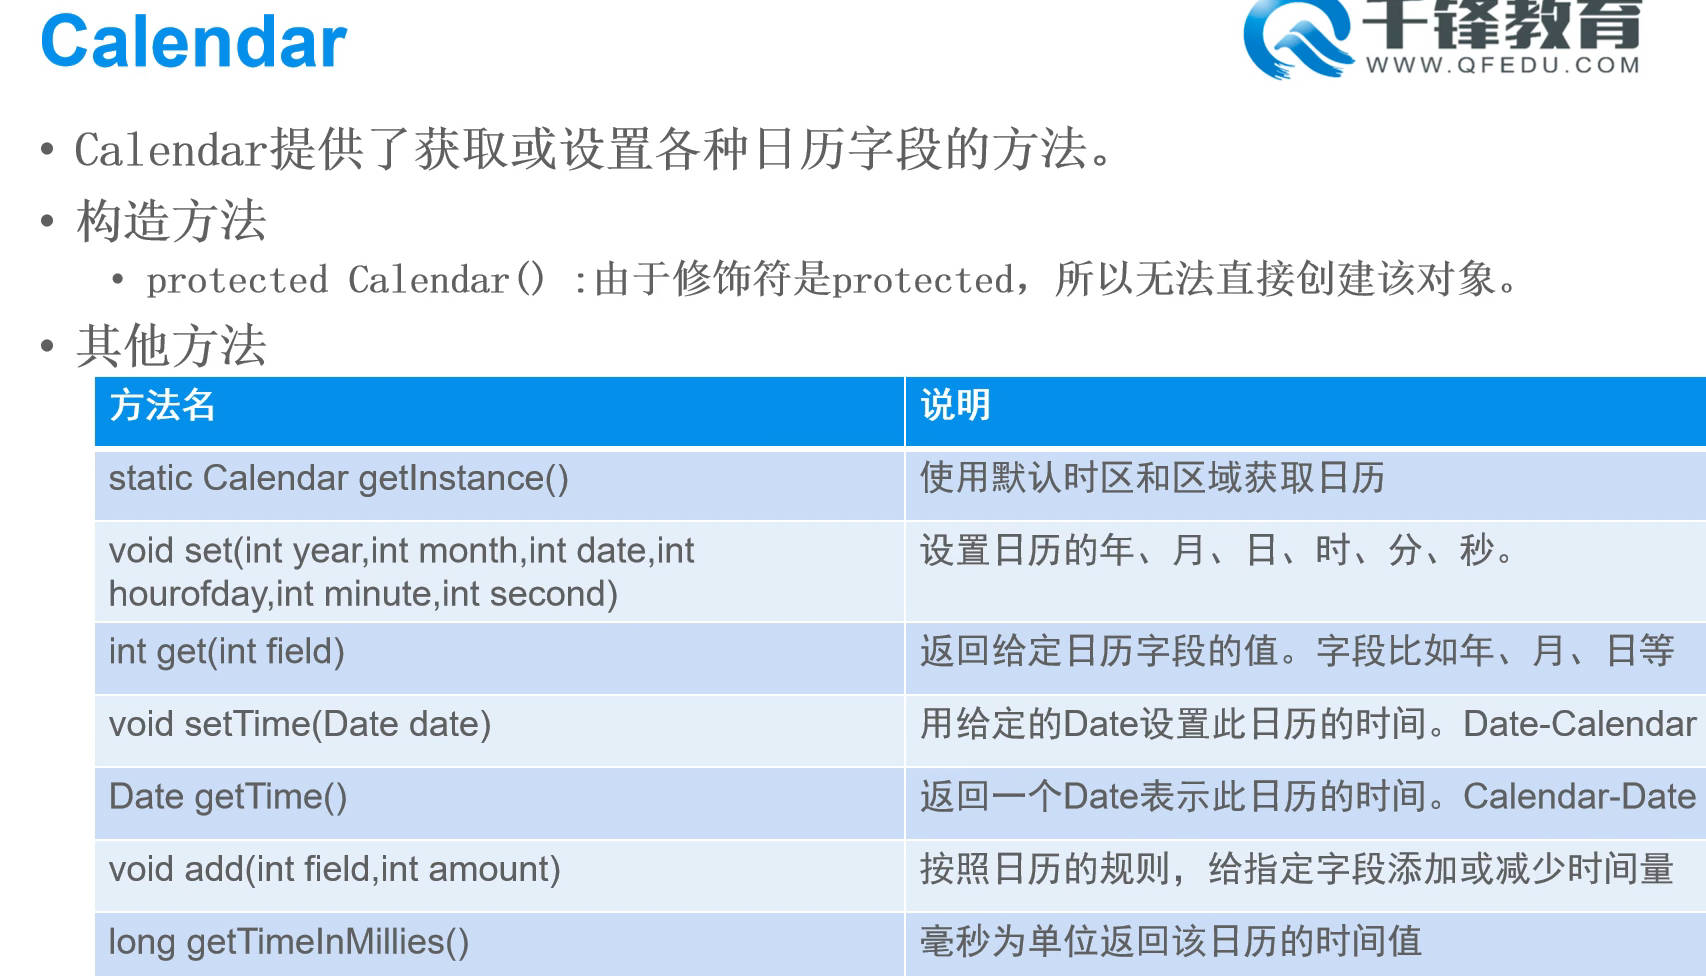 Calendar
千锋教育
WWW.QFEDU.COM
• Calendar提供了获取或设置各种日历字段的方法。
• 构造方法
• protected Calendar() :由于修饰符是protected，所以无法直接创建该对象。
• 其他方法
方法名 说明
static Calendar getInstance() 使用默认时区和区域获取日历
void set(int year,int month,int date,int 设置日历的年、月、日、时、分、秒。
hourofday,int minute,int second)
int get(int field) 返回给定日历字段的值。字段比如年、月、日等
void setTime(Date date) 用给定的Date设置此日历的时间。Date-Calendar
Date getTime() 返回一个Date表示此日历的时间。Calendar-Date
void add(int field,int amount) 按照日历的规则，给指定字段添加或减少时间量
long getTimeInMillies() 毫秒为单位返回该日历的时间值